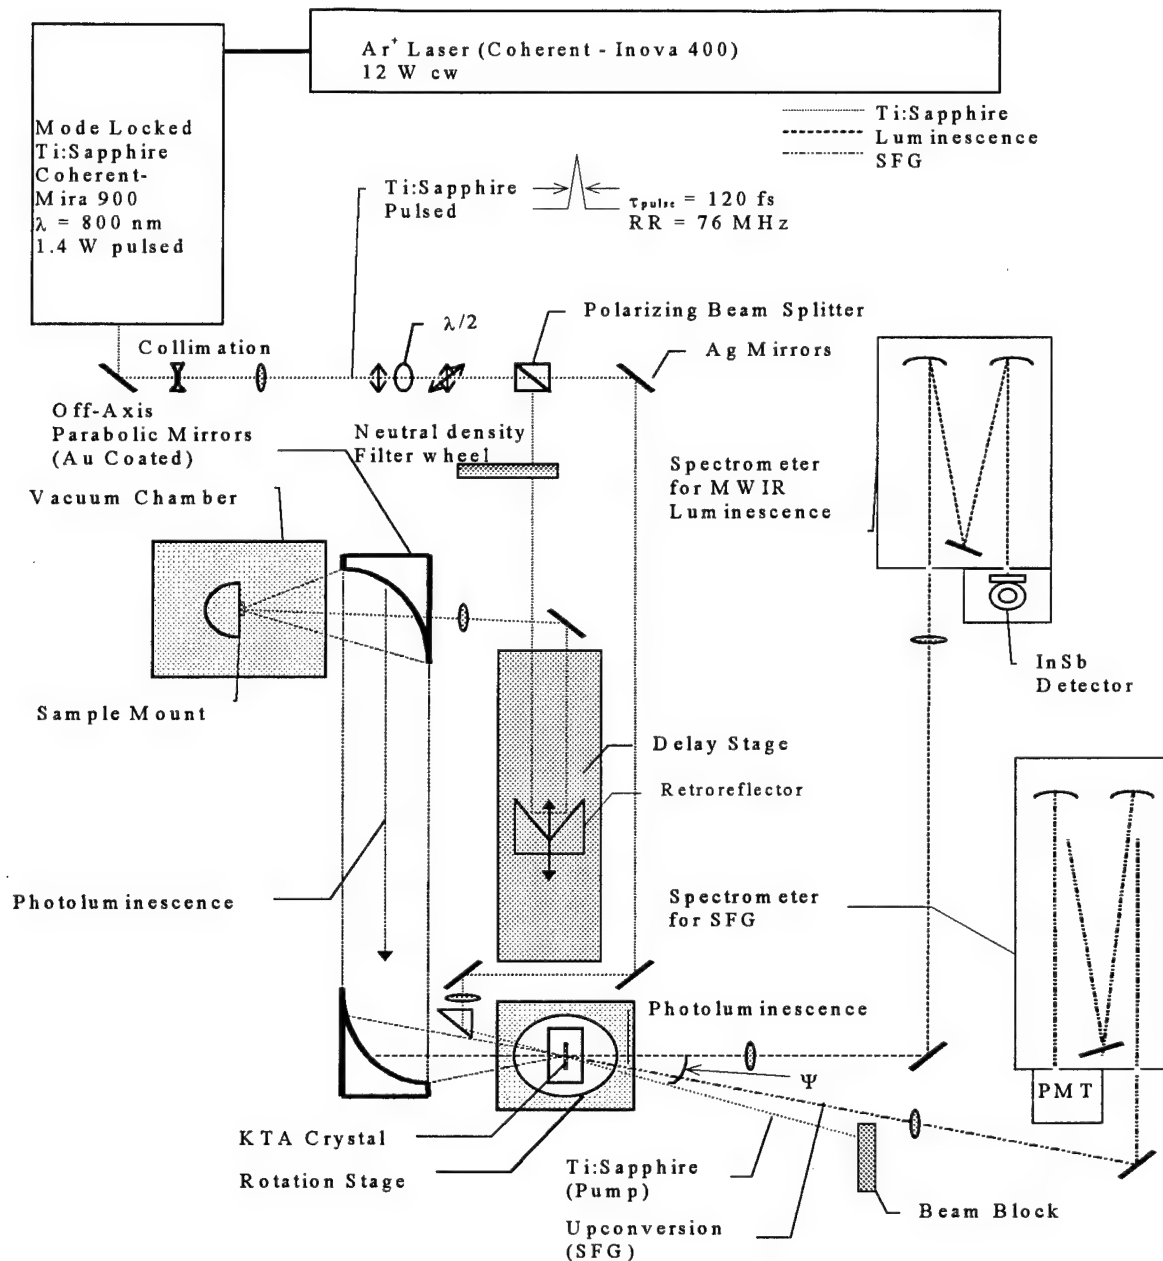 Ar⁺ Laser (Coherent - Inova 400)
12 W cw
Mode Locked
Ti:Sapphire
Coherent-
Mira 900
λ = 800 nm
1.4 W pulsed
Ti:Sapphire
Luminescence
SFG
Ti:Sapphire
Pulsed
τpulse = 120 fs
RR = 76 MHz
Polarizing Beam Splitter
λ/2
Ag Mirrors
Collimation
Off-Axis
Parabolic Mirrors
(Au Coated)
Neutral density
Filter wheel
Vacuum Chamber
Spectrometer
for MWIR
Luminescence
InSb
Detector
Sample Mount
Delay Stage
Retroreflector
Photoluminescence
Spectrometer
for SFG
Photoluminescence
Ψ
PMT
KTA Crystal
Rotation Stage
Ti:Sapphire
(Pump)
Beam Block
Upconversion
(SFG)